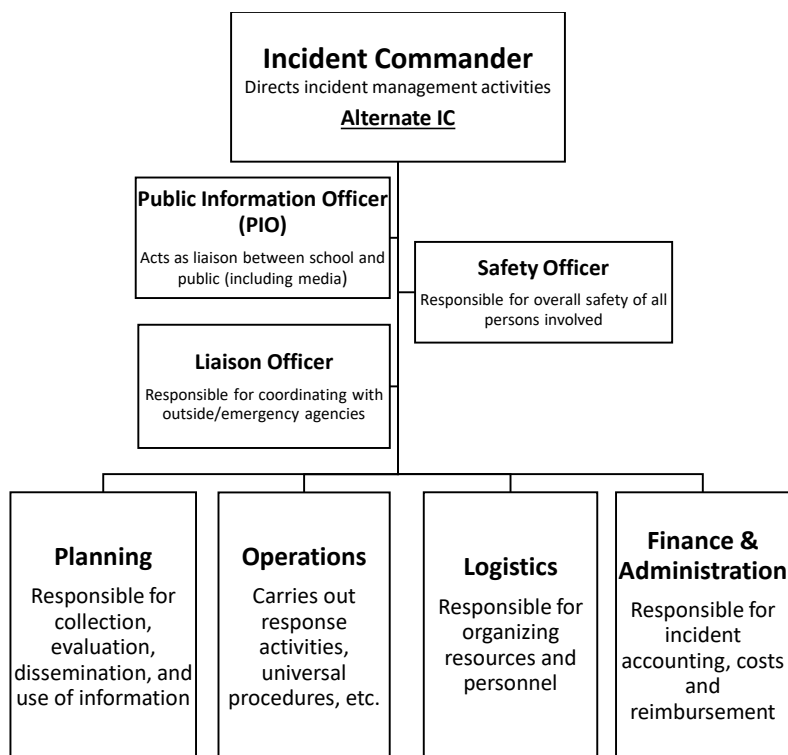 Incident Commander
Directs incident management activities
Alternate IC
Public Information Officer
(PIO)
Acts as liaison between school and
public (including media)
Safety Officer
Responsible for overall safety of all
persons involved
Liaison Officer
Responsible for coordinating with
outside/emergency agencies
Planning
Responsible for
collection,
evaluation,
dissemination, and
use of information
Operations
Carries out
response
activities,
universal
procedures, etc.
Logistics
Responsible for
organizing
resources and
personnel
Finance &
Administration
Responsible for
incident
accounting, costs
and
reimbursement